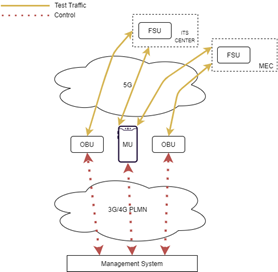 Test Traffic
Control
FSU
ITS
CENTER
FSU
MEC
5G
OBU
MU
OBU
3G/4G PLMN
Management System